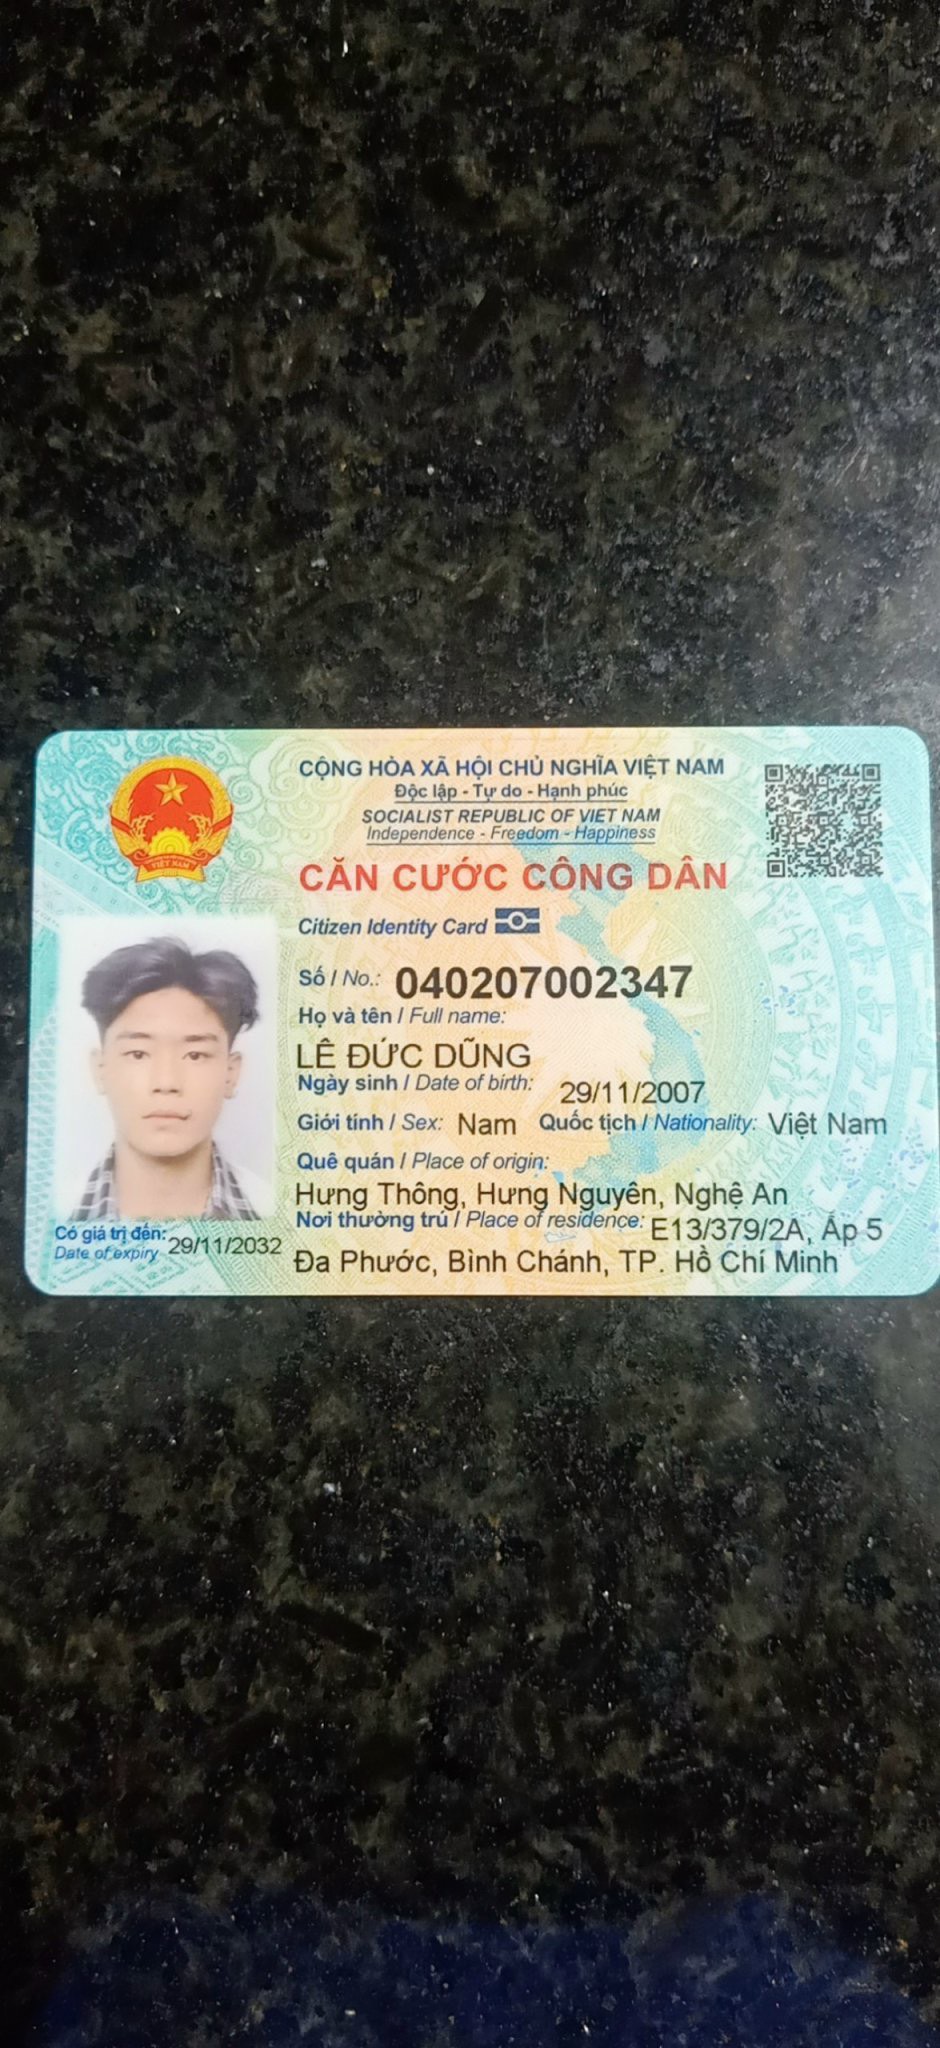 CỘNG HÒA XÃ HỘI CHỦ NGHĨA VIỆT NAM
Độc lập - Tự do - Hạnh phúc
SOCIALIST REPUBLIC OF VIET NAM
Independence - Freedom - Happiness
CĂN CƯỚC CÔNG DÂN
Citizen Identity Card
Số / No.: 040207002347
Họ và tên / Full name:
LÊ ĐỨC DŨNG
Ngày sinh / Date of birth: 29/11/2007
Giới tính / Sex: Nam Quốc tịch / Nationality: Việt Nam
Quê quán / Place of origin:
Hưng Thông, Hưng Nguyên, Nghệ An
Nơi thường trú / Place of residence: E13/379/2A, Ấp 5
Đa Phước, Bình Chánh, TP. Hồ Chí Minh
Có giá trị đến: 29/11/2032
Date of expiry
VIỆT NAM